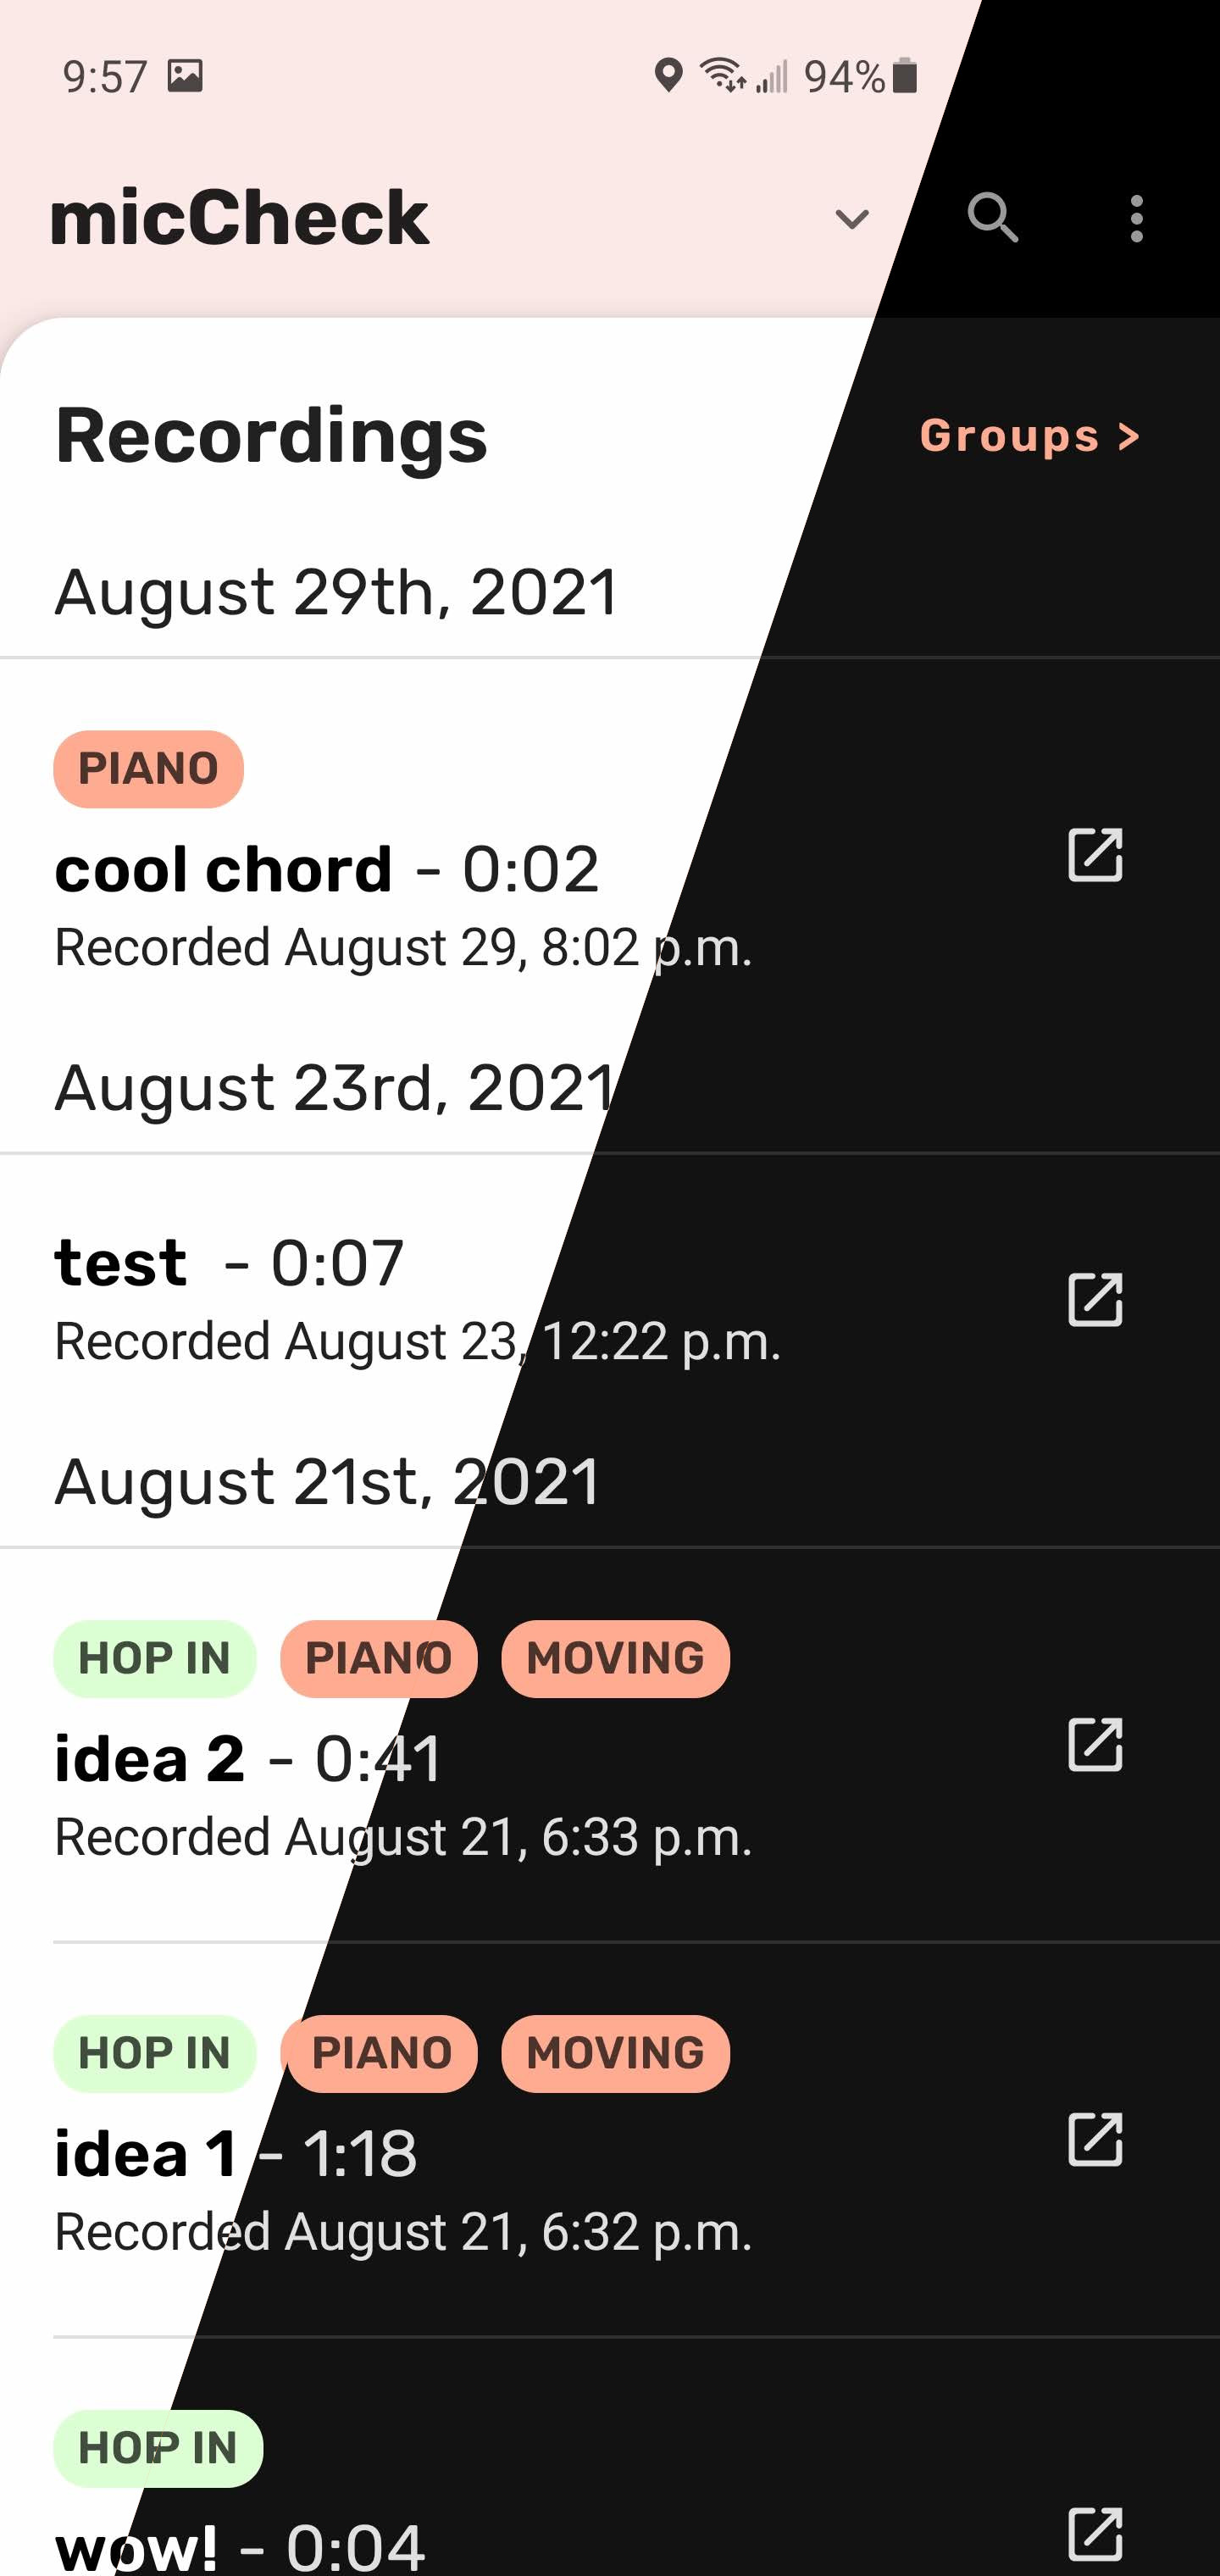 9:57 94%
micCheck
Recordings Groups >
August 29th, 2021
PIANO
cool chord - 0:02
Recorded August 29, 8:02 p.m.
August 23rd, 2021
test - 0:07
Recorded August 23, 12:22 p.m.
August 21st, 2021
HOP IN PIANO MOVING
idea 2 - 0:41
Recorded August 21, 6:33 p.m.
HOP IN PIANO MOVING
idea 1 - 1:18
Recorded August 21, 6:32 p.m.
HOP IN
wow! - 0:04